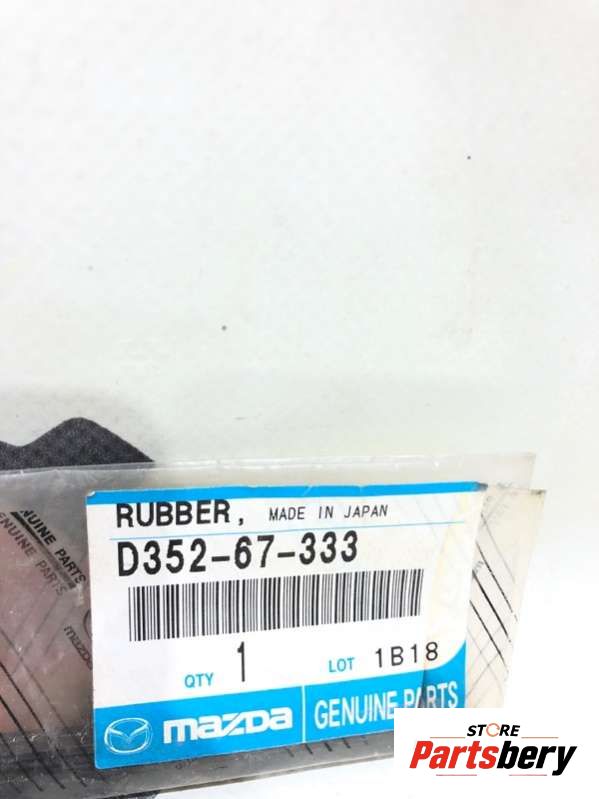 RUBBER, MADE IN JAPAN
D352-67-333
QTY 1 LOT 1B18
mazda GENUINE PARTS
GENUINE PARTS
GENUINE PARTS
mazda
STORE
Partsbery